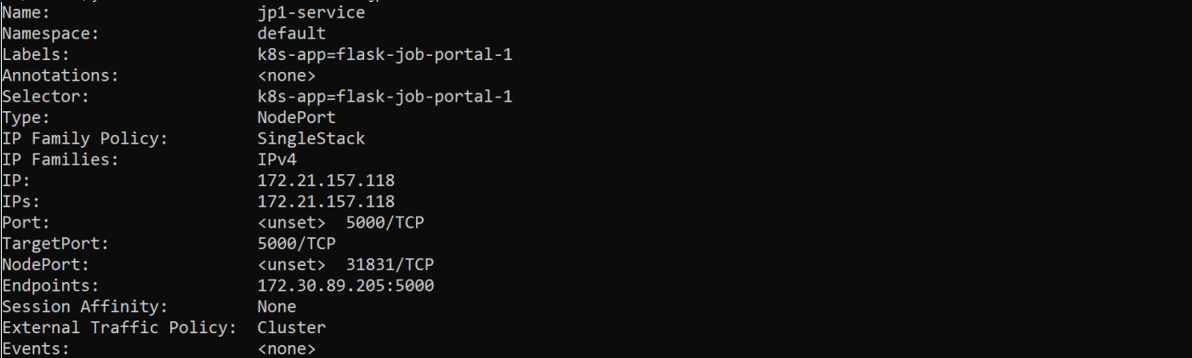 Name: jp1-service
Namespace: default
Labels: k8s-app=flask-job-portal-1
Annotations: <none>
Selector: k8s-app=flask-job-portal-1
Type: NodePort
IP Family Policy: SingleStack
IP Families: IPv4
IP: 172.21.157.118
IPs: 172.21.157.118
Port: <unset> 5000/TCP
TargetPort: 5000/TCP
NodePort: <unset> 31831/TCP
Endpoints: 172.30.89.205:5000
Session Affinity: None
External Traffic Policy: Cluster
Events: <none>